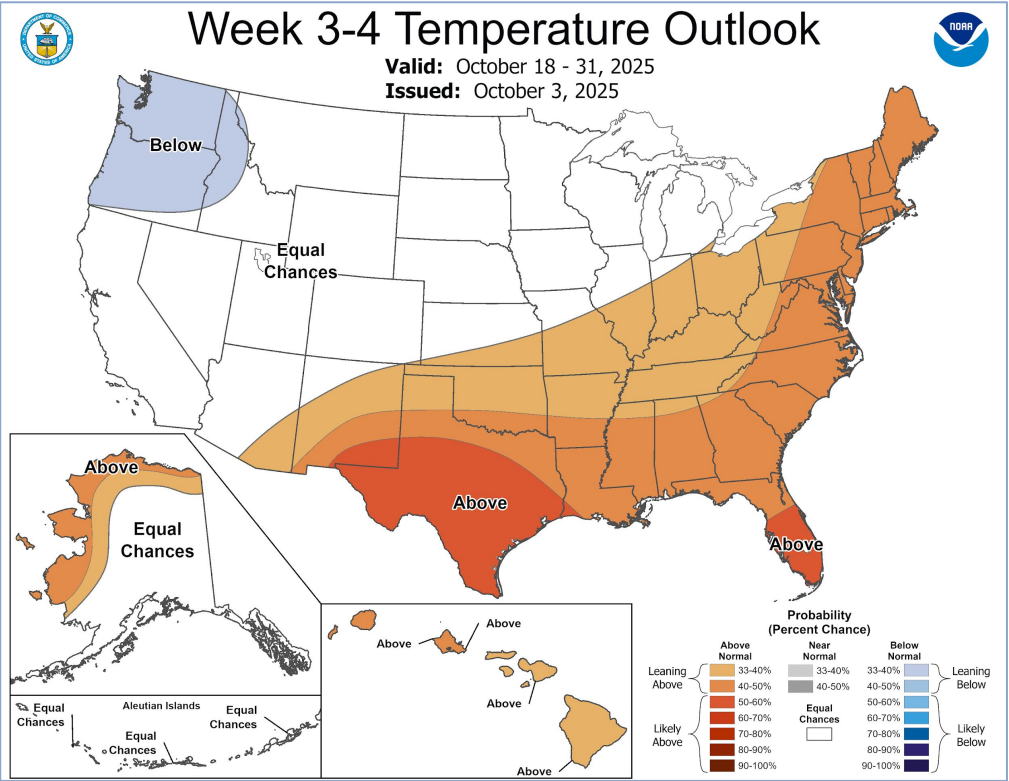 Week 3-4 Temperature Outlook
Valid: October 18 - 31, 2025
Issued: October 3, 2025
NOAA
Below
Equal
Chances
Above
Above
Above
Equal
Chances
Above
Above
Above
Above
Aleutian Islands
Equal
Chances
Equal
Chances
Equal
Chances
Probability
(Percent Chance)
Above
Normal
Near
Normal
Below
Normal
Leaning
Above
33-40%
40-50%
33-40%
40-50%
33-40%
40-50%
Leaning
Below
Equal
Chances
Likely
Above
50-60%
60-70%
70-80%
80-90%
90-100%
50-60%
60-70%
70-80%
80-90%
90-100%
Likely
Below